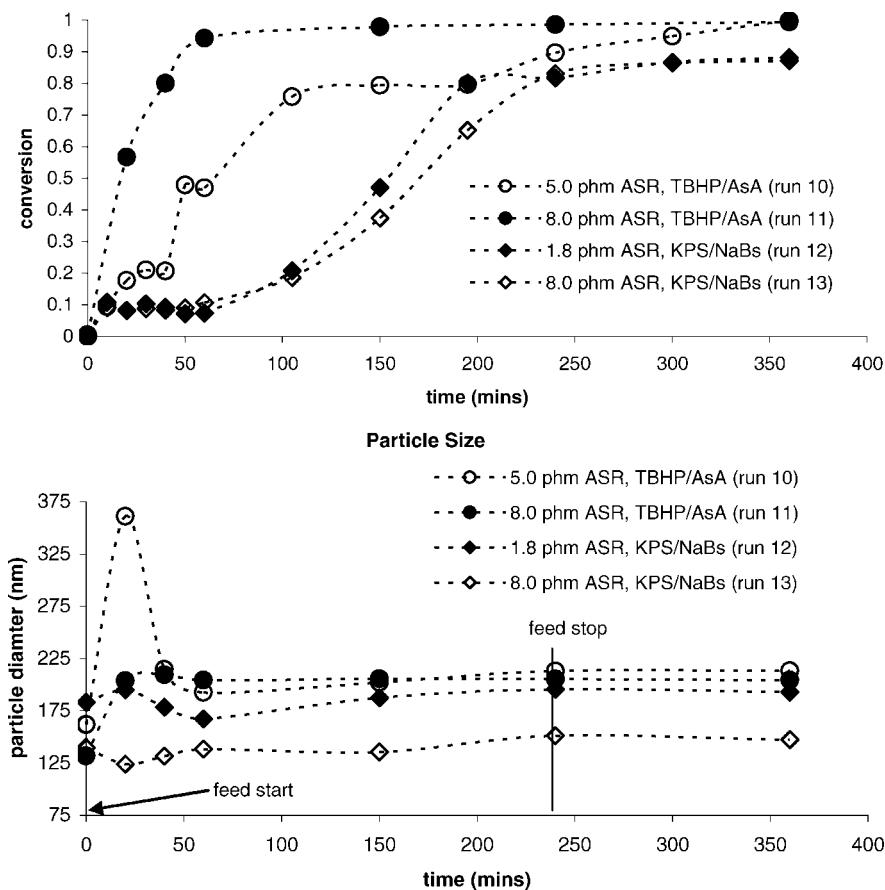 1
0.9
0.8
0.7
0.6
0.5
0.4
0.3
0.2
0.1
0
conversion
5.0 phm ASR, TBHP/AsA (run 10)
8.0 phm ASR, TBHP/AsA (run 11)
1.8 phm ASR, KPS/NaBs (run 12)
8.0 phm ASR, KPS/NaBs (run 13)
0 50 100 150 200 250 300 350 400
time (mins)
Particle Size
5.0 phm ASR, TBHP/AsA (run 10)
8.0 phm ASR, TBHP/AsA (run 11)
1.8 phm ASR, KPS/NaBs (run 12)
8.0 phm ASR, KPS/NaBs (run 13)
375
325
275
225
175
125
75
particle diamter (nm)
feed stop
feed start
0 50 100 150 200 250 300 350 400
time (mins)